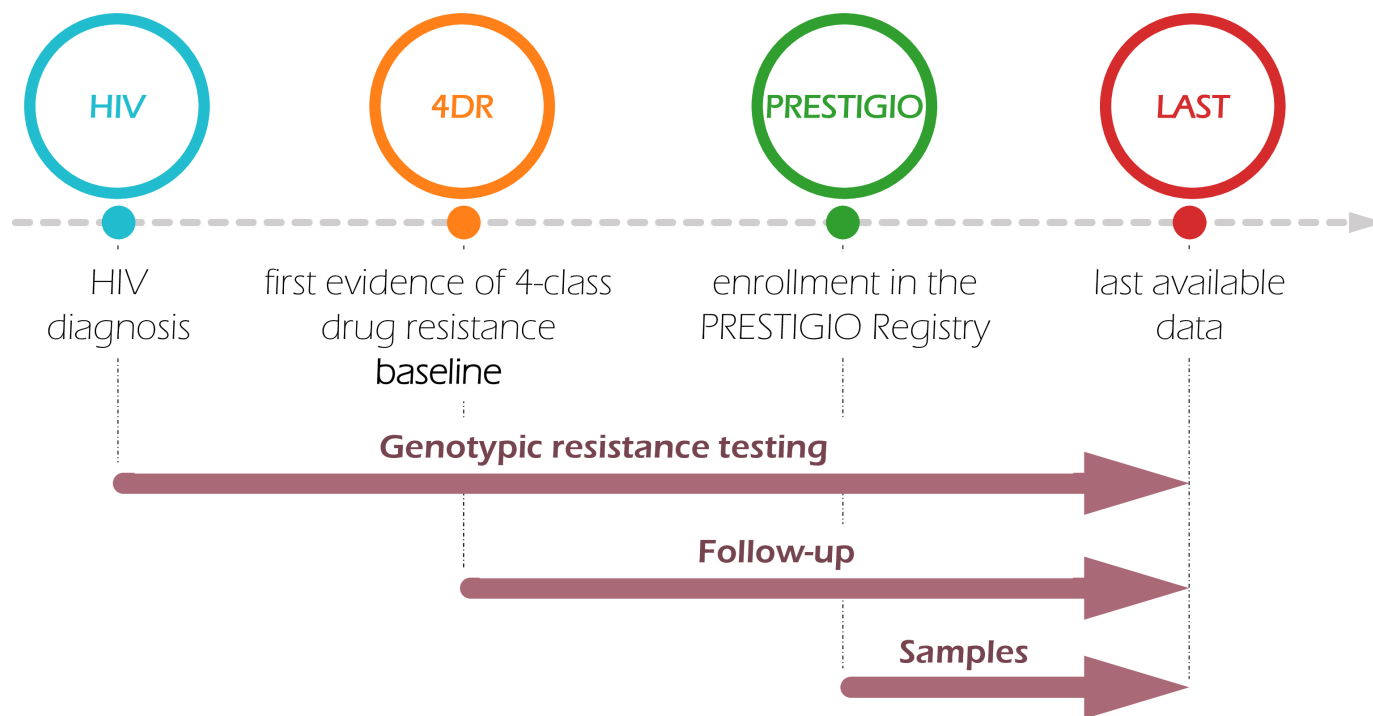 HIV
4DR
PRESTIGIO
LAST
HIV
diagnosis
first evidence of 4-class
drug resistance
baseline
enrollment in the
PRESTIGIO Registry
last available
data
Genotypic resistance testing
Follow-up
Samples